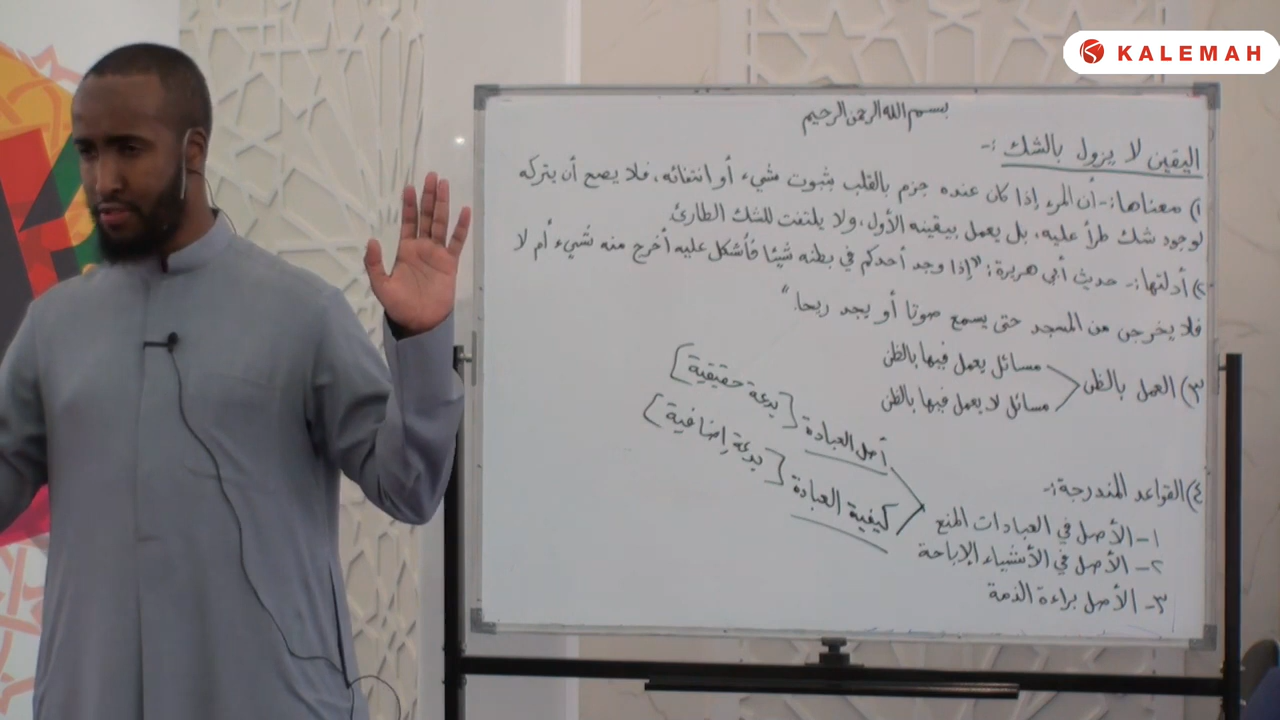 KALEMAH
بسم الله الرحمن الرحيم
اليقين لا يزول بالشك :-
١) معناها:- أن المرء إذا كان عنده جزم بالقلب بثبوت شيء أو انتفائه، فلا يصح أن يتركه
لوجود شك طرأ عليه، بل يعمل بيقينه الأول، ولا يلتفت للشك الطارئ.
٢) أدلتها:- حديث أبي هريرة: "إذا وجد أحدكم في بطنه شيئا فأشكل عليه أخرج منه شيء أم لا
فلا يخرجن من المسجد حتى يسمع صوتا أو يجد ريحا."
٣) العمل بالظن
مسائل يعمل فيها بالظن
مسائل لا يعمل فيها بالظن
٤) القواعد المندرجة:-
١- الأصل في العبادات المنع
أصل العبادة [بدعة حقيقية]
كيفية العبادة [بدعة إضافية]
٢- الأصل في الأشياء الإباحة
٣- الأصل براءة الذمة